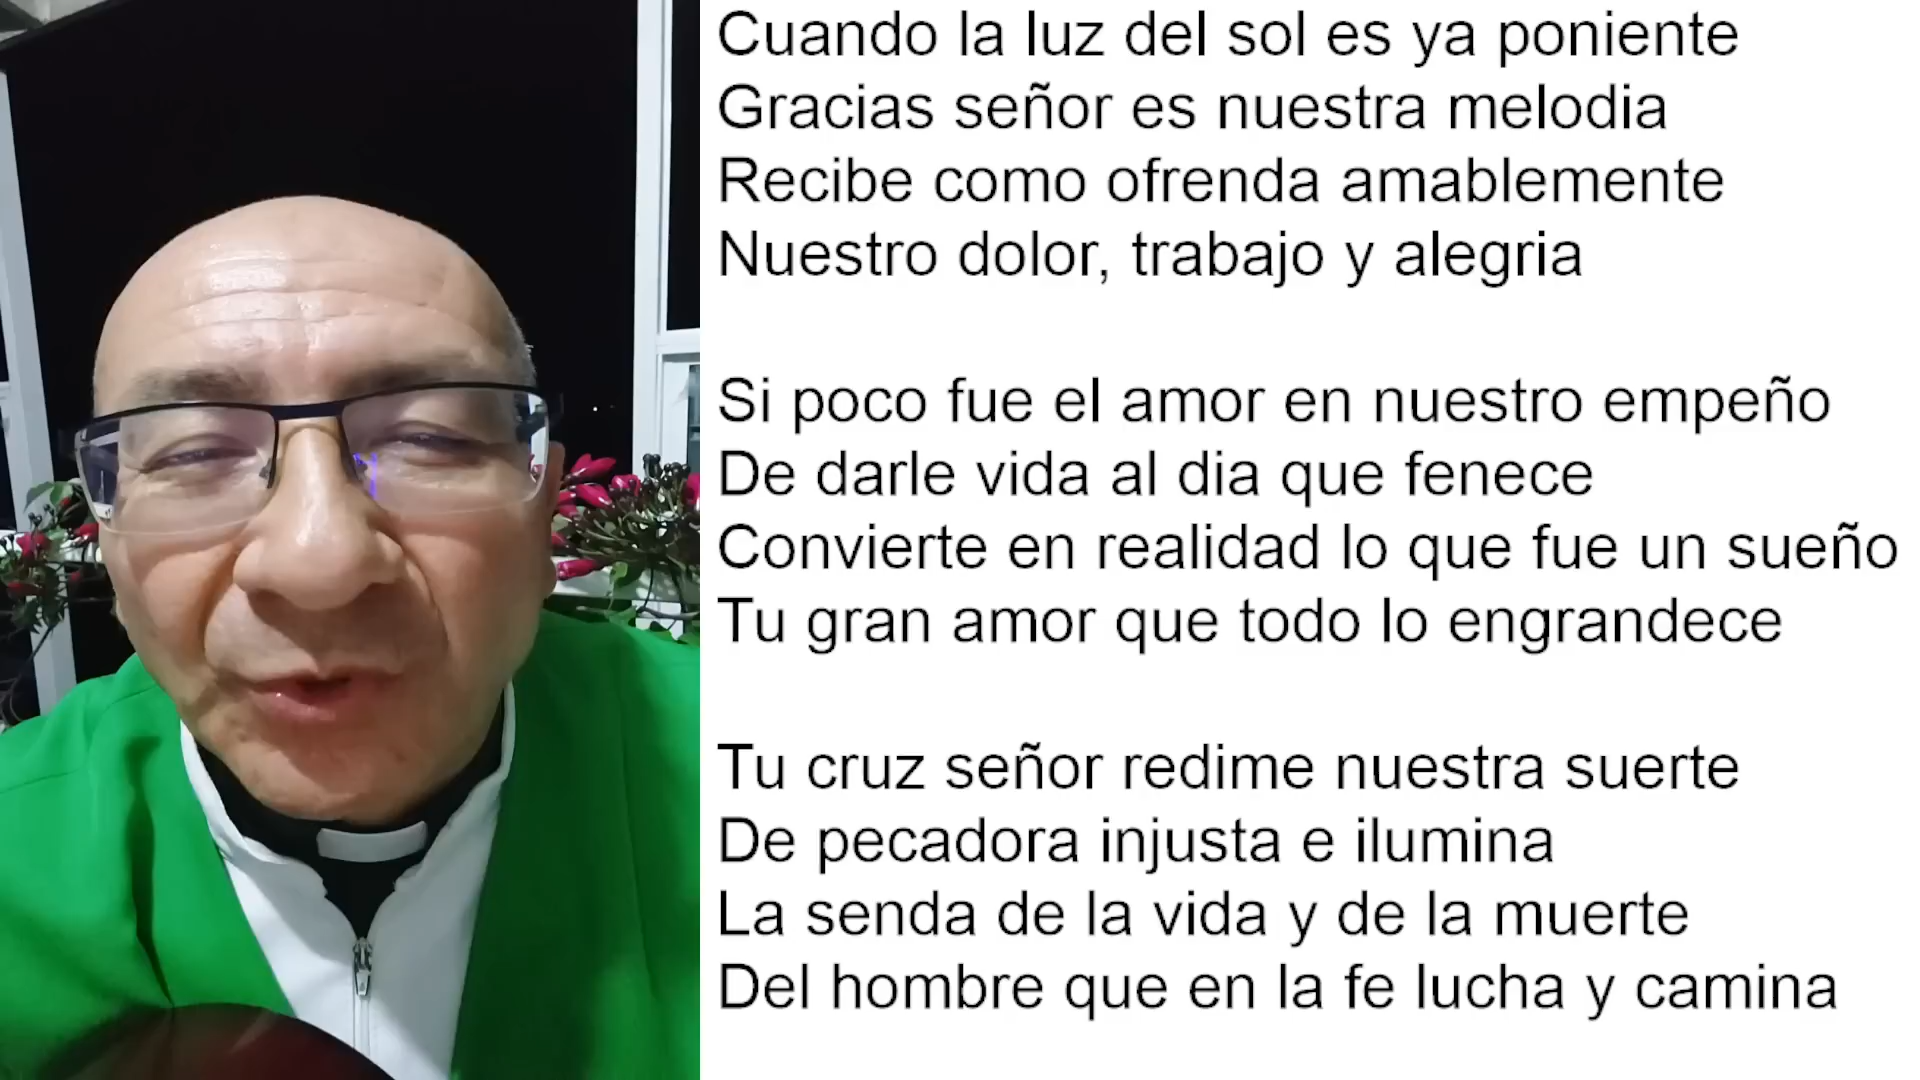 Cuando la luz del sol es ya poniente
Gracias señor es nuestra melodia
Recibe como ofrenda amablemente
Nuestro dolor, trabajo y alegria
Si poco fue el amor en nuestro empeño
De darle vida al dia que fenece
Convierte en realidad lo que fue un sueño
Tu gran amor que todo lo engrandece
Tu cruz señor redime nuestra suerte
De pecadora injusta e ilumina
La senda de la vida y de la muerte
Del hombre que en la fe lucha y camina